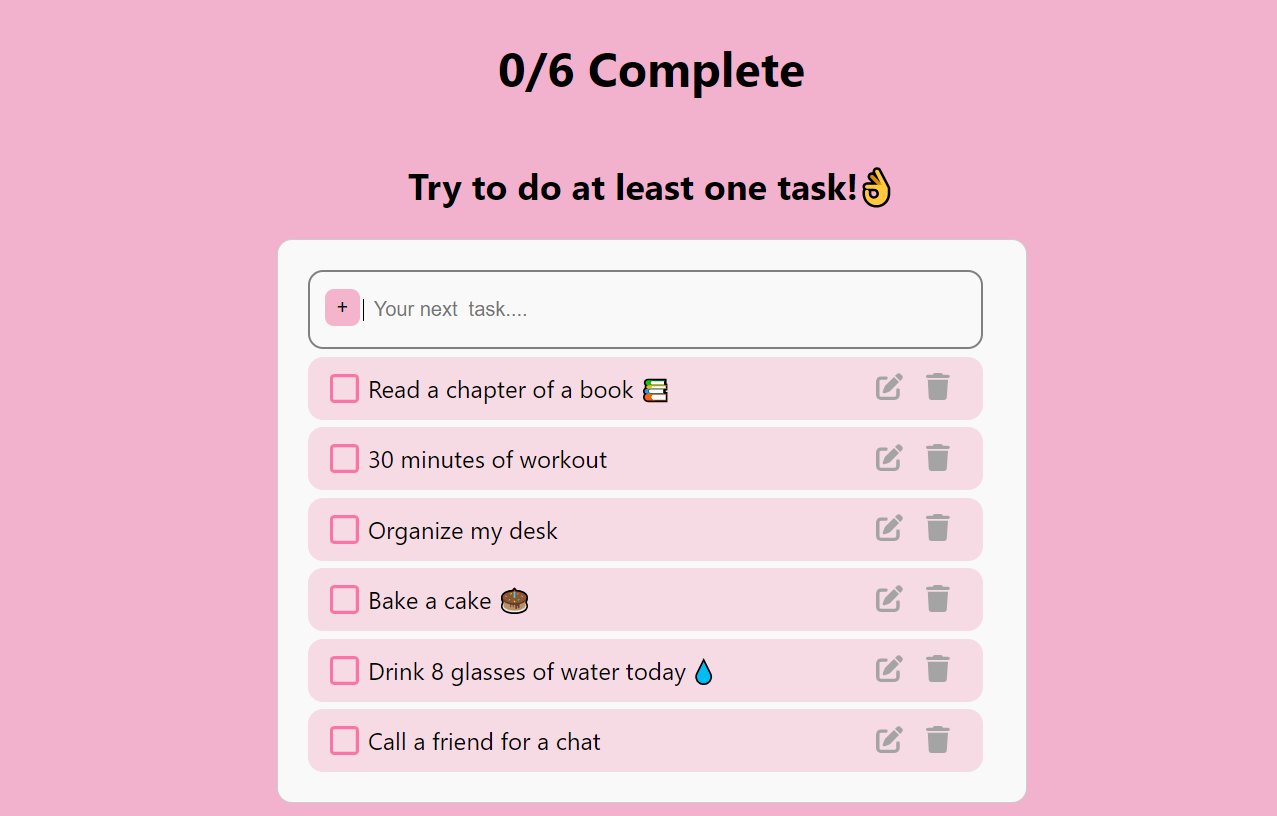 0/6 Complete
Try to do at least one task!👌
+ Your next  task....
Read a chapter of a book 📚
30 minutes of workout
Organize my desk
Bake a cake 🎂
Drink 8 glasses of water today 💧
Call a friend for a chat